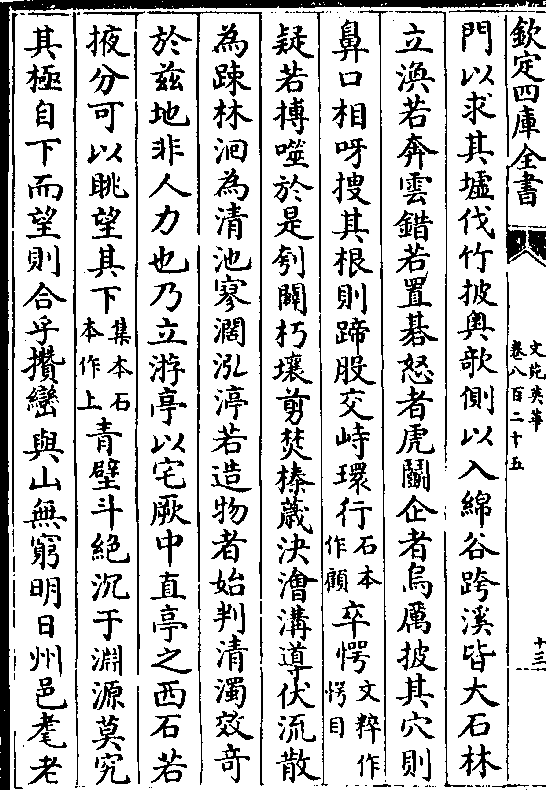 欽定四庫全書
文苑英華
卷八百二十五
十三
門以求其墟伐竹披奥欹側以入綿谷跨溪皆大石林
立渙若奔雲錯若置碁怒者虎鬭企者烏厲披其穴則
鼻口相呀搜其根則蹄股交峙環行石本作顧卒愕文粹作愕目
疑若搏噬於是刳闢朽壤剪焚榛薉決澮溝導伏流散
為疎林洄為清池寥濶泓渟若造物者始判清濁效奇
於兹地非人力也乃立游亭以宅厥中直亭之西石若
掖分可以眺望其下集本石本作上青壁斗絶沉于淵源莫究
其極自下而望則合乎攅巒與山無窮明日州邑耄老